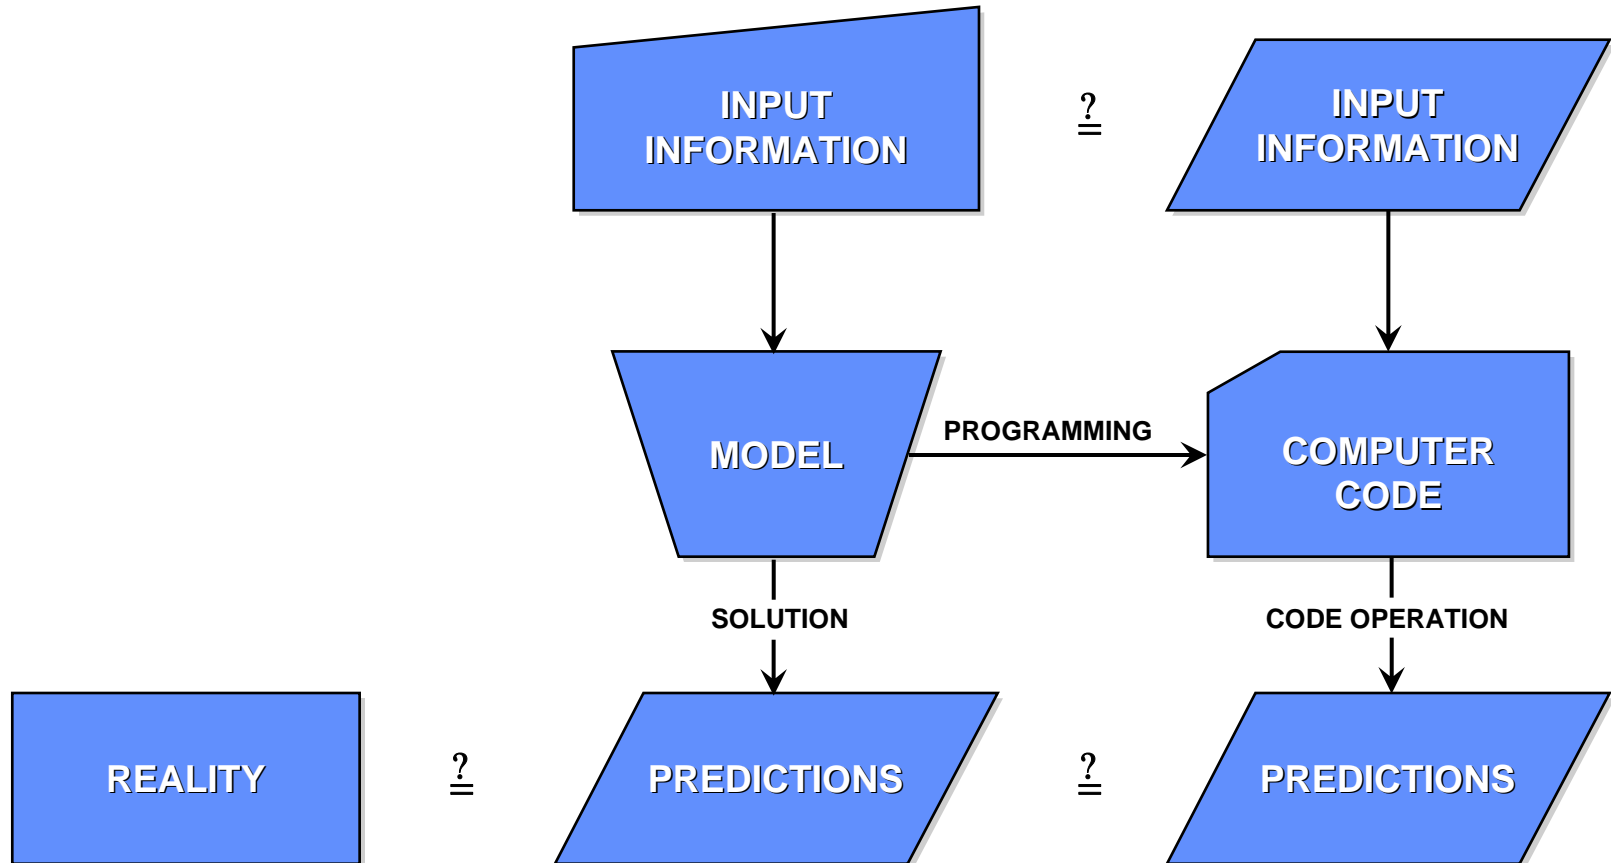 INPUT
INFORMATION
?
=
INPUT
INFORMATION
MODEL
PROGRAMMING
COMPUTER
CODE
SOLUTION
CODE OPERATION
REALITY
?
=
PREDICTIONS
?
=
PREDICTIONS